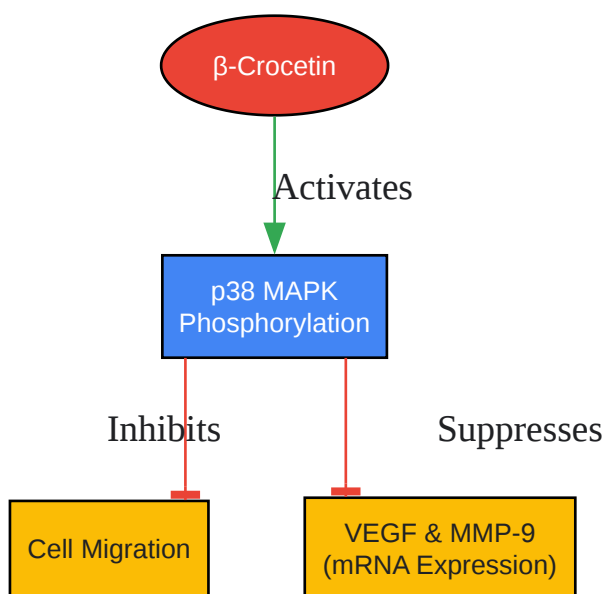 β-Crocetin
Activates
p38 MAPK
Phosphorylation
Inhibits
Suppresses
Cell Migration
VEGF & MMP-9
(mRNA Expression)